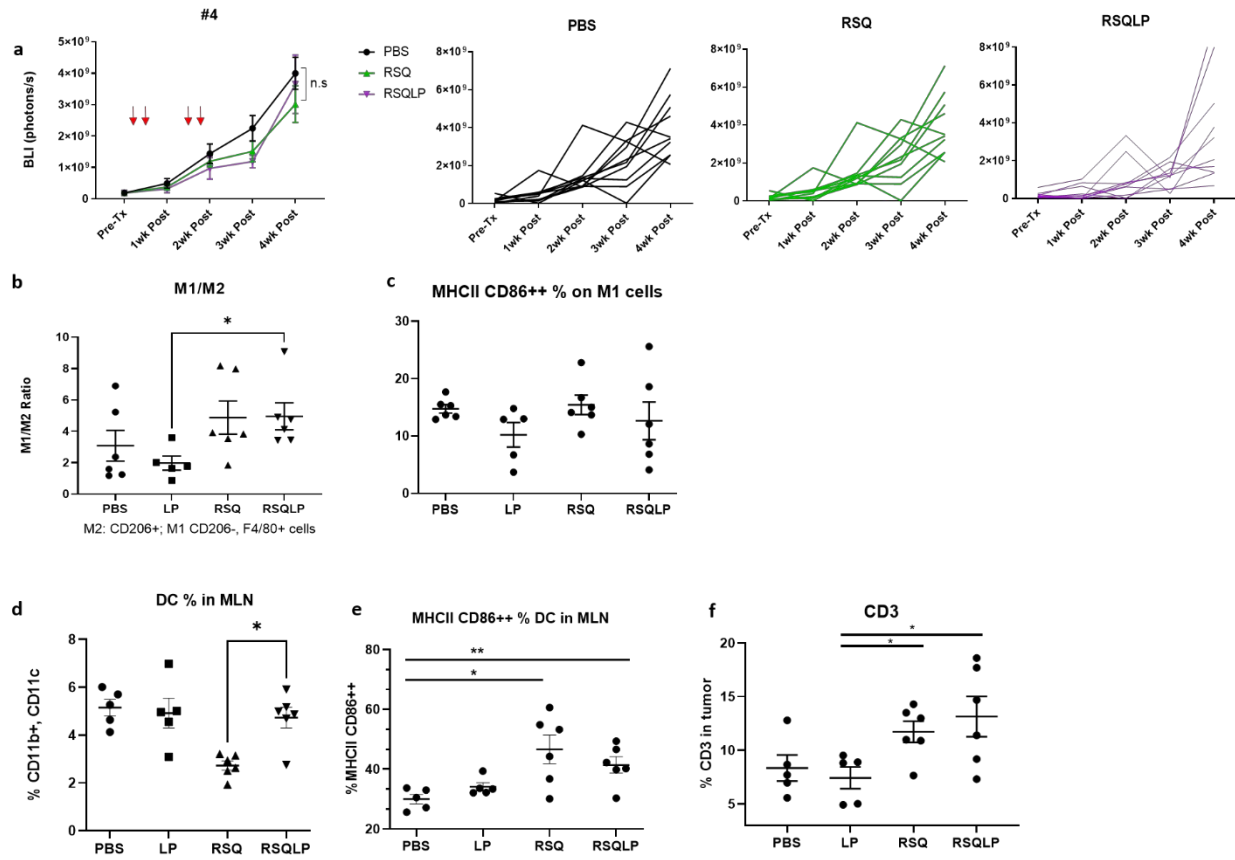 #4
a
BLI (photons/s)
5×10⁹
4×10⁹
3×10⁹
2×10⁹
1×10⁹
0
n.s
Pre-Tx
1wk Post
2wk Post
3wk Post
4wk Post
PBS
RSQ
RSQLP
PBS
8×10⁹
6×10⁹
4×10⁹
2×10⁹
0
Pre-Tx
1wk Post
2wk Post
3wk Post
4wk Post
RSQ
8×10⁹
6×10⁹
4×10⁹
2×10⁹
0
Pre-Tx
1wk Post
2wk Post
3wk Post
4wk Post
RSQLP
8×10⁹
6×10⁹
4×10⁹
2×10⁹
0
Pre-Tx
1wk Post
2wk Post
3wk Post
4wk Post
b
M1/M2
M1/M2 Ratio
10
8
6
4
2
0
*
PBS
LP
RSQ
RSQLP
M2: CD206+; M1 CD206-, F4/80+ cells
c
MHCII CD86++ % on M1 cells
30
20
10
0
PBS
LP
RSQ
RSQLP
d
DC % in MLN
% CD11b+, CD11c
8
6
4
2
0
*
PBS
LP
RSQ
RSQLP
e
MHCII CD86++ % DC in MLN
%MHCII CD86++
80
60
40
20
**
*
PBS
LP
RSQ
RSQLP
f
CD3
% CD3 in tumor
20
15
10
5
*
*
PBS
LP
RSQ
RSQLP